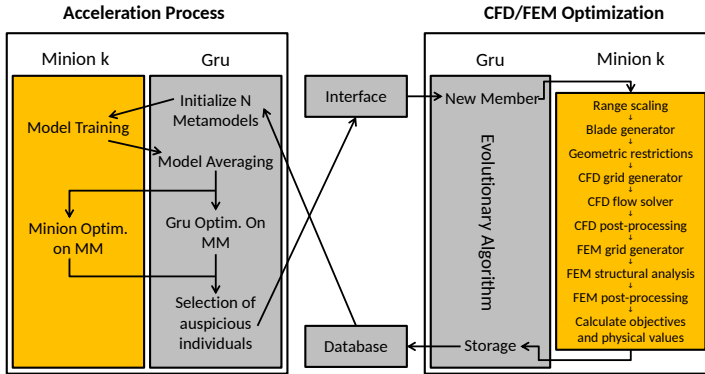 Acceleration Process
Minion k
Gru
Initialize N
Metamodels
Model Training
Model Averaging
Minion Optim.
on MM
Gru Optim. On
MM
Selection of
auspicious
individuals
Interface
Database
CFD/FEM Optimization
Gru
Minion k
New Member
Evolutionary Algorithm
Storage
Range scaling
Blade generator
Geometric restrictions
CFD grid generator
CFD flow solver
CFD post-processing
FEM grid generator
FEM structural analysis
FEM post-processing
Calculate objectives
and physical values